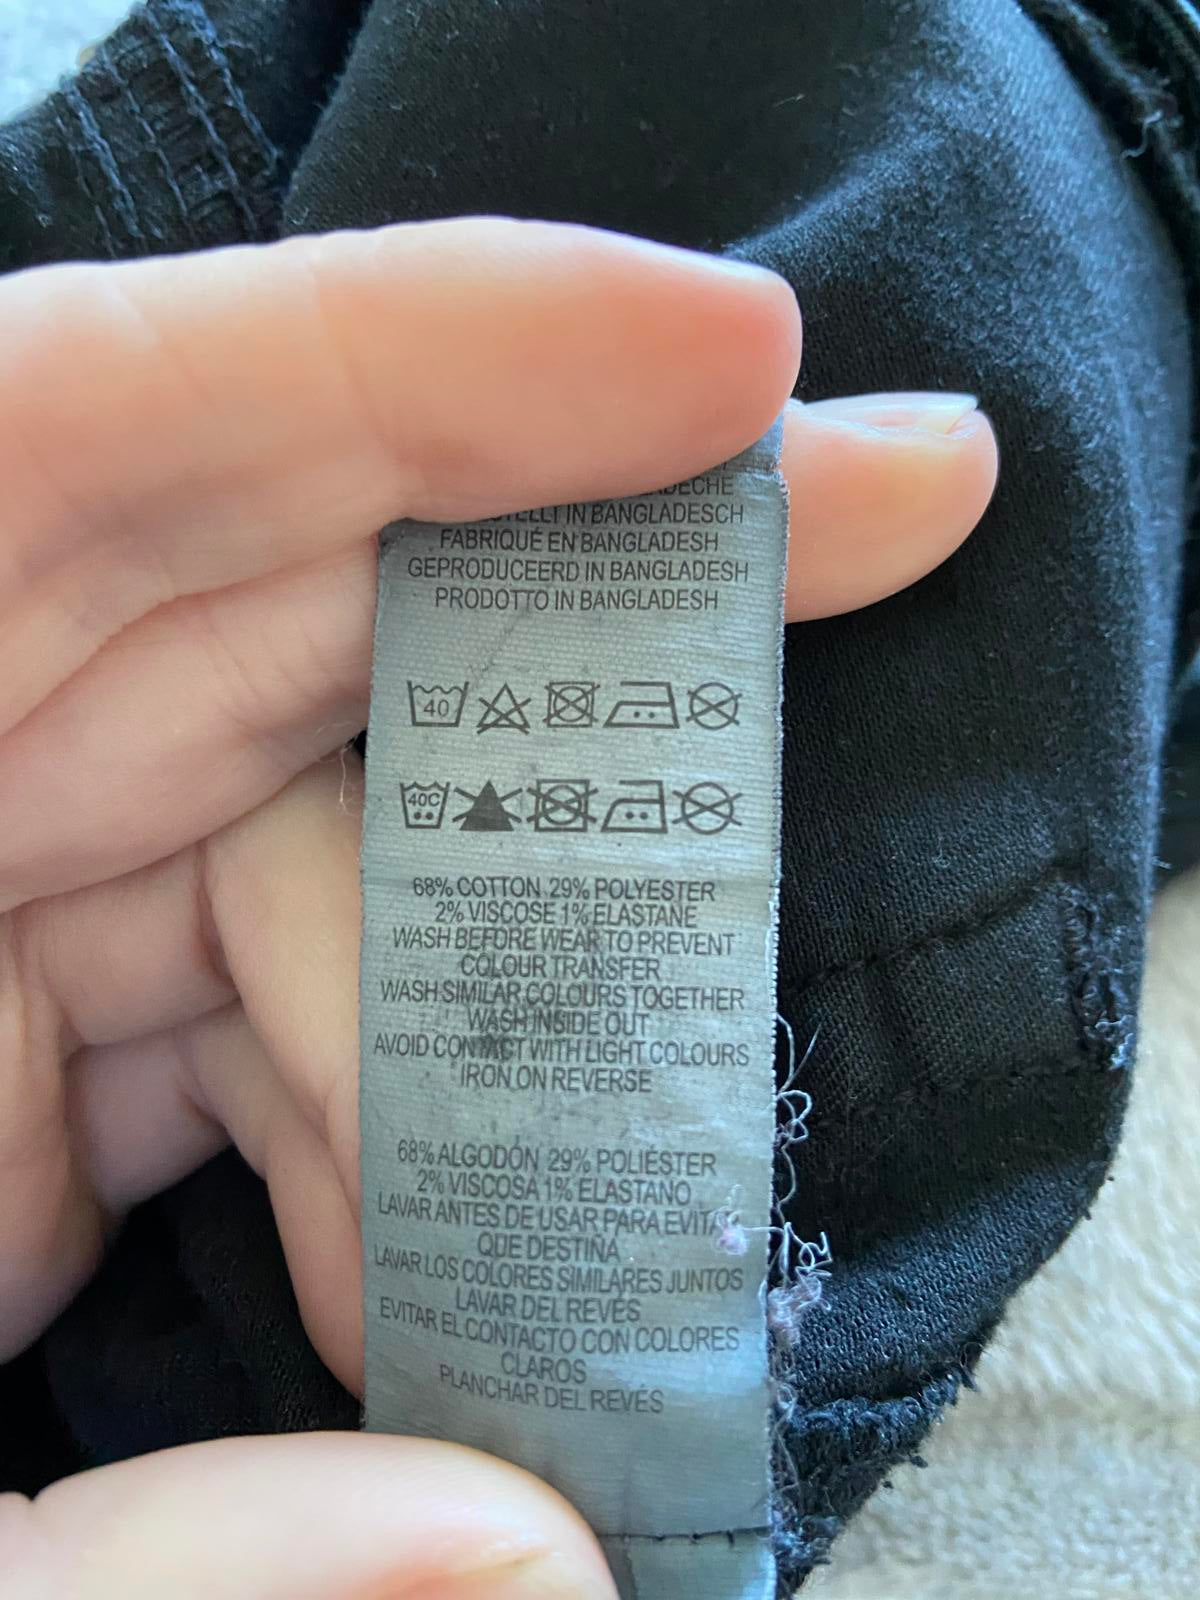 IN BANGLADESCH
FABRIQUÉ EN BANGLADESH
GEPRODUCEERD IN BANGLADESH
PRODOTTO IN BANGLADESH
40
40C
68% COTTON 29% POLYESTER
2% VISCOSE 1% ELASTANE
WASH BEFORE WEAR TO PREVENT
COLOUR TRANSFER
WASH SIMILAR COLOURS TOGETHER
WASH INSIDE OUT
AVOID CONTACT WITH LIGHT COLOURS
IRON ON REVERSE
68% ALGODÓN 29% POLIÉSTER
2% VISCOSA 1% ELASTANO
LAVAR ANTES DE USAR PARA
QUE DESTIÑA
LAVAR LOS COLORES SIMILARES JUNTOS
LAVAR DEL REVÉS
EVITAR EL CONTACTO CON COLORES
CLAROS
PLANCHAR DEL REVÉS